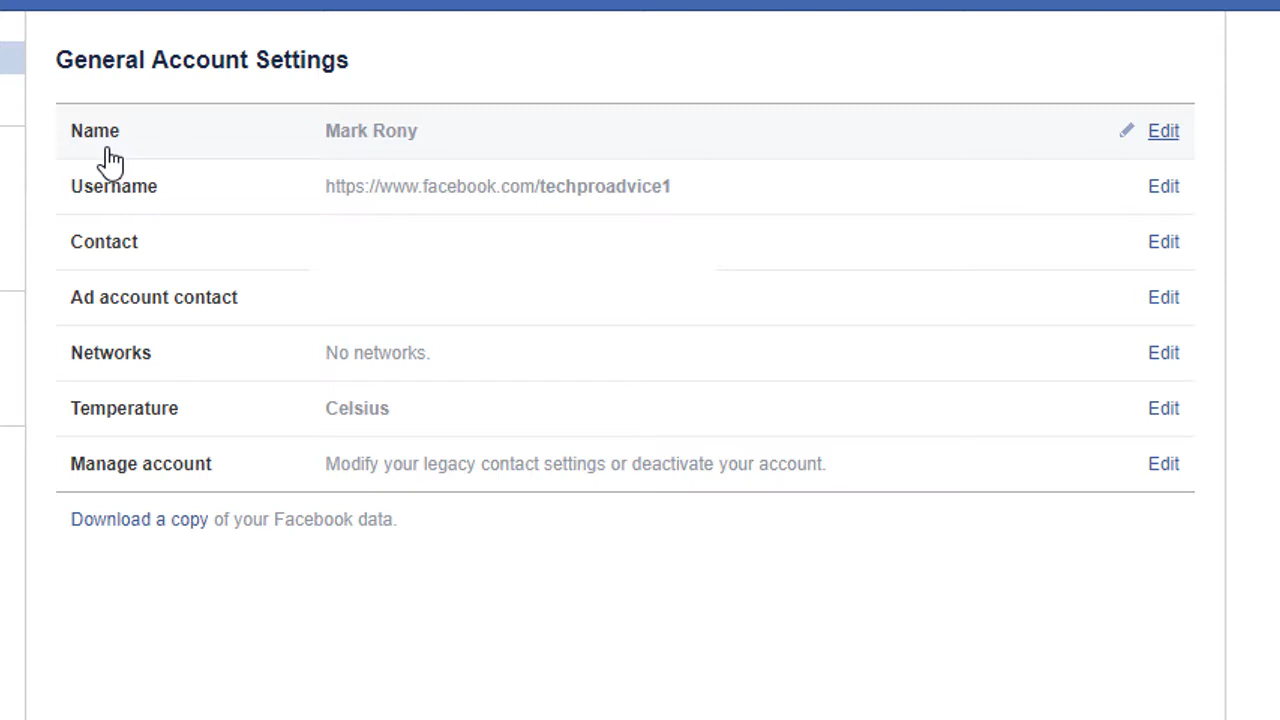 General Account Settings
Name Mark Rony Edit
Username https://www.facebook.com/techproadvice1 Edit
Contact Edit
Ad account contact Edit
Networks No networks. Edit
Temperature Celsius Edit
Manage account Modify your legacy contact settings or deactivate your account. Edit
Download a copy of your Facebook data.